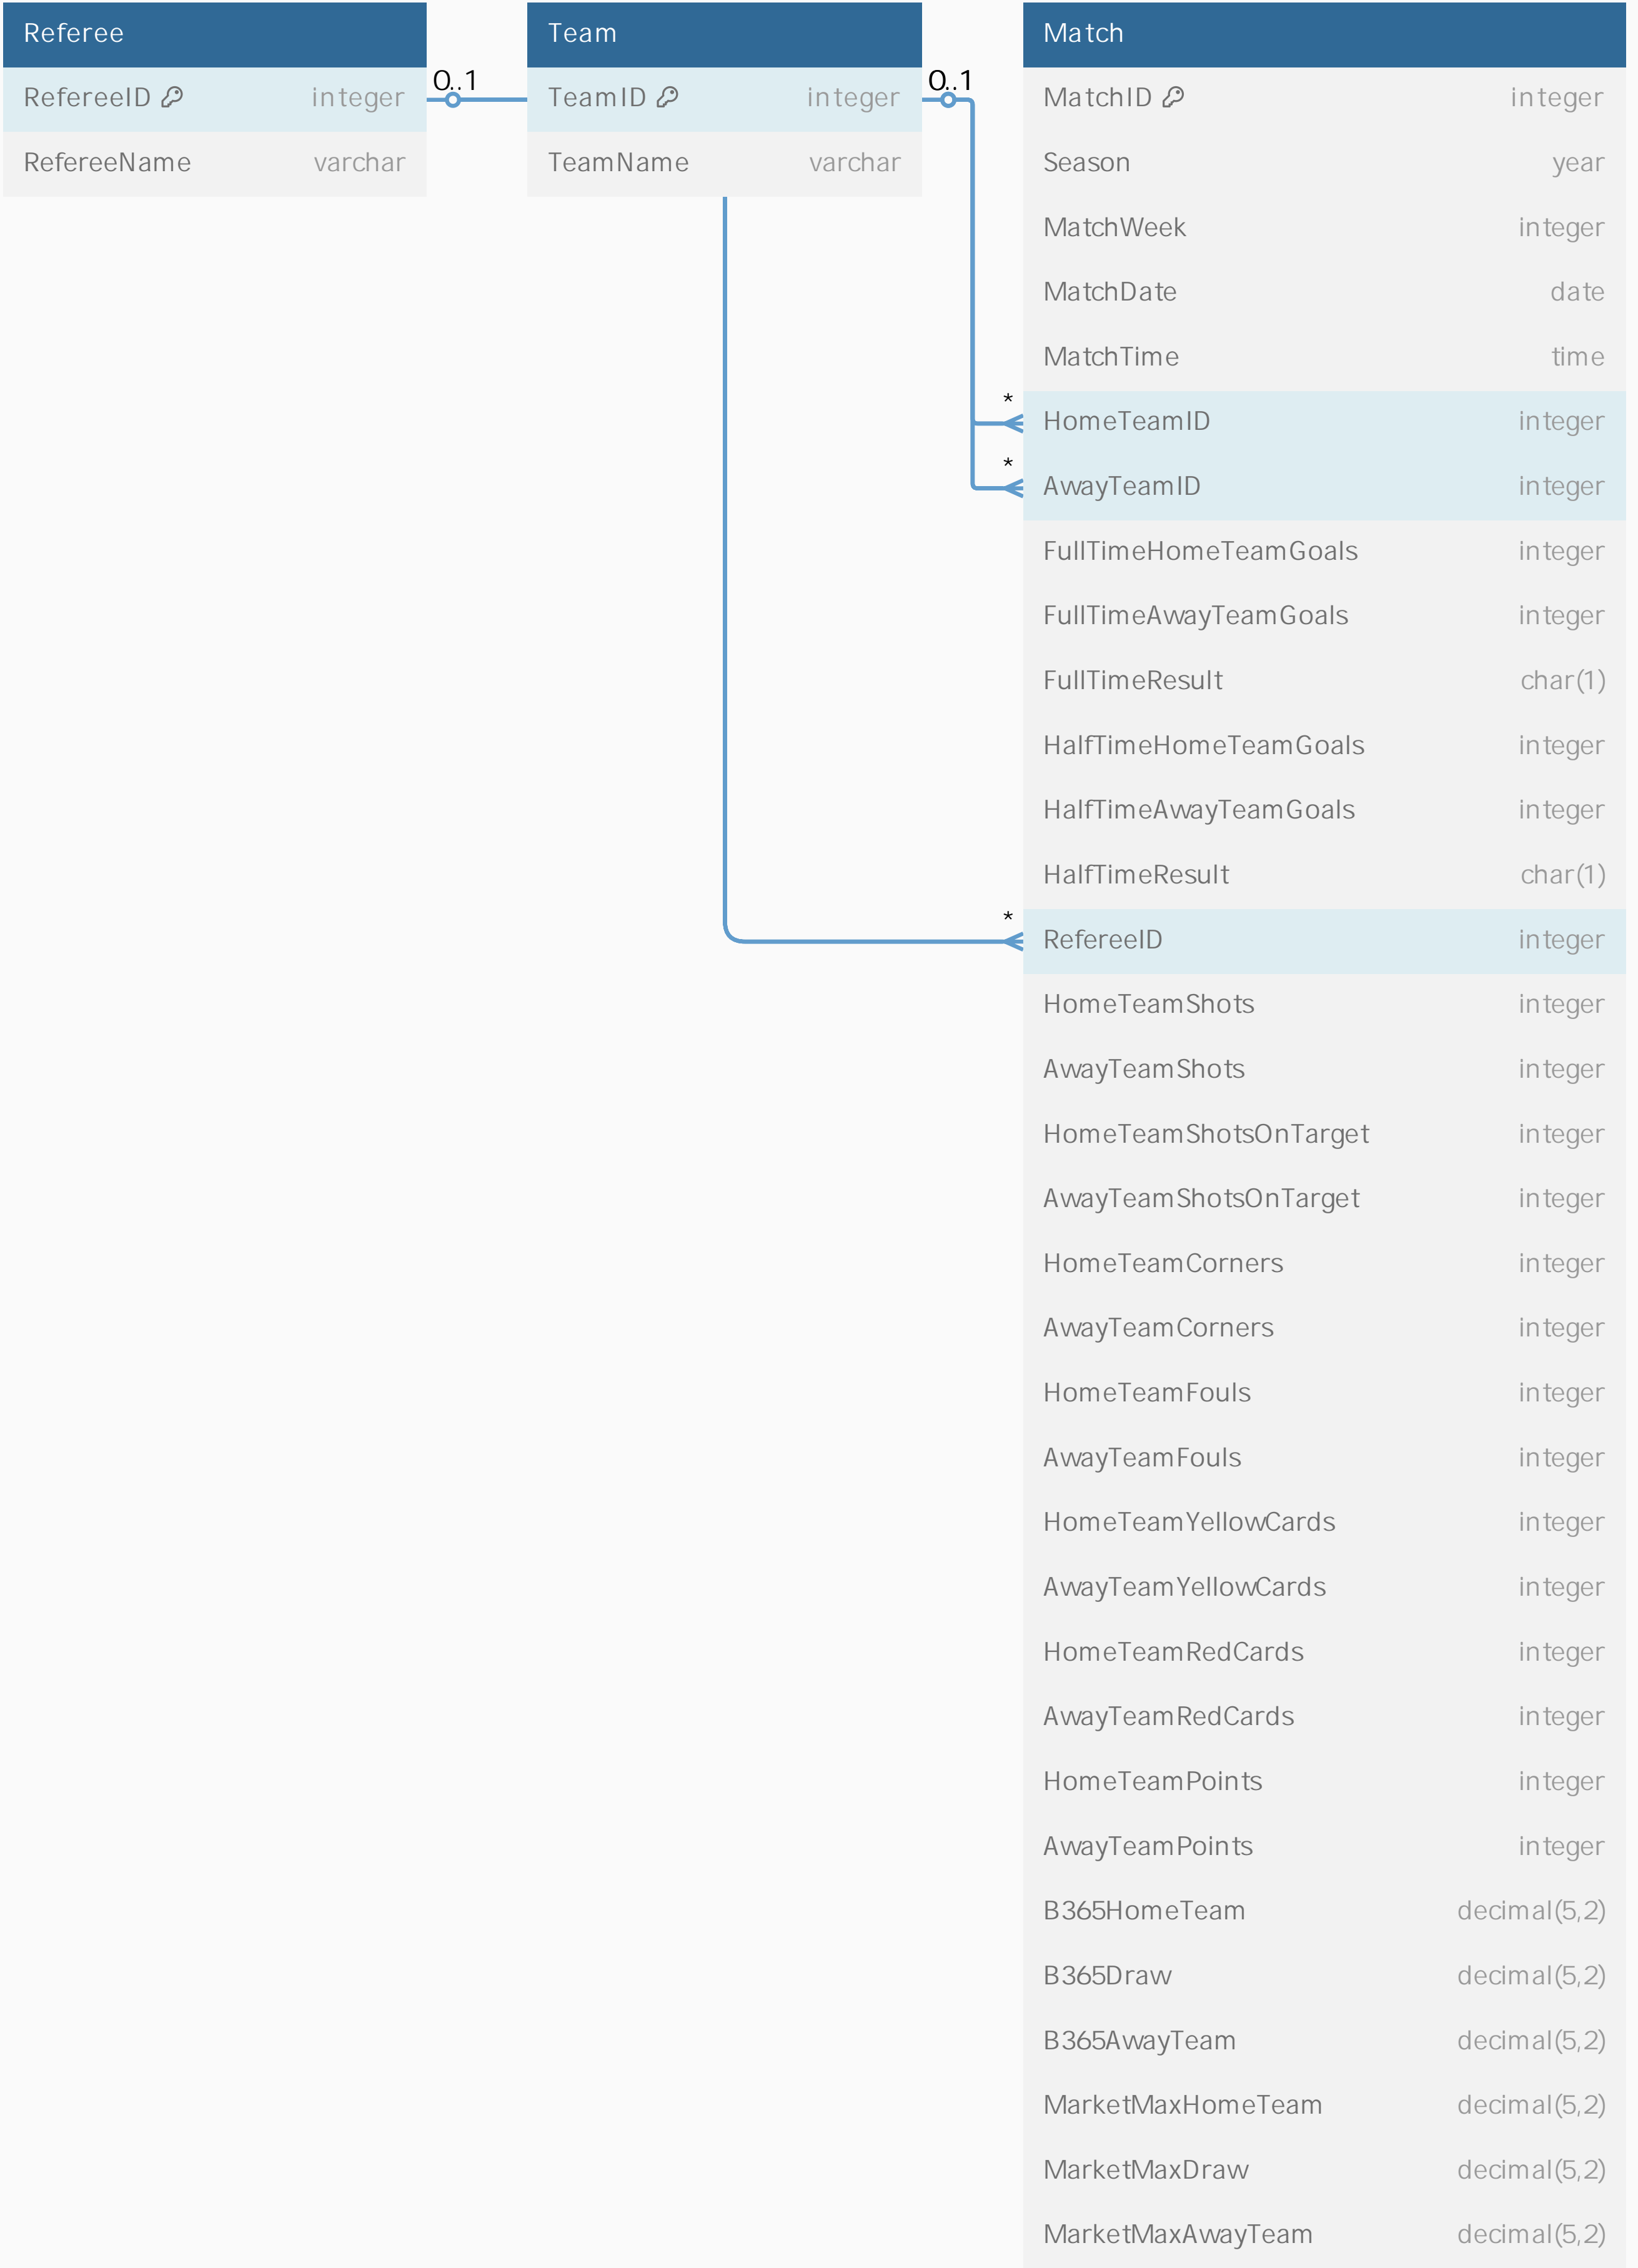 Referee
RefereeID integer
RefereeName varchar
0..1
Team
TeamID integer
TeamName varchar
0..1
Match
MatchID integer
Season year
MatchWeek integer
MatchDate date
MatchTime time
*
HomeTeamID integer
*
AwayTeamID integer
FullTimeHomeTeamGoals integer
FullTimeAwayTeamGoals integer
FullTimeResult char(1)
HalfTimeHomeTeamGoals integer
HalfTimeAwayTeamGoals integer
HalfTimeResult char(1)
*
RefereeID integer
HomeTeamShots integer
AwayTeamShots integer
HomeTeamShotsOnTarget integer
AwayTeamShotsOnTarget integer
HomeTeamCorners integer
AwayTeamCorners integer
HomeTeamFouls integer
AwayTeamFouls integer
HomeTeamYellowCards integer
AwayTeamYellowCards integer
HomeTeamRedCards integer
AwayTeamRedCards integer
HomeTeamPoints integer
AwayTeamPoints integer
B365HomeTeam decimal(5,2)
B365Draw decimal(5,2)
B365AwayTeam decimal(5,2)
MarketMaxHomeTeam decimal(5,2)
MarketMaxDraw decimal(5,2)
MarketMaxAwayTeam decimal(5,2)